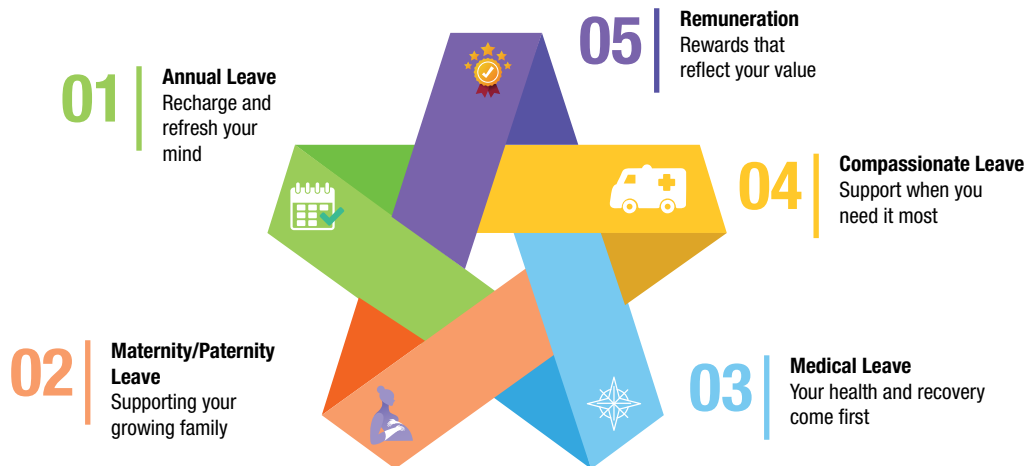 01
Annual Leave
Recharge and
refresh your
mind
02
Maternity/Paternity
Leave
Supporting your
growing family
03
Medical Leave
Your health and recovery
come first
04
Compassionate Leave
Support when you
need it most
05
Remuneration
Rewards that
reflect your value